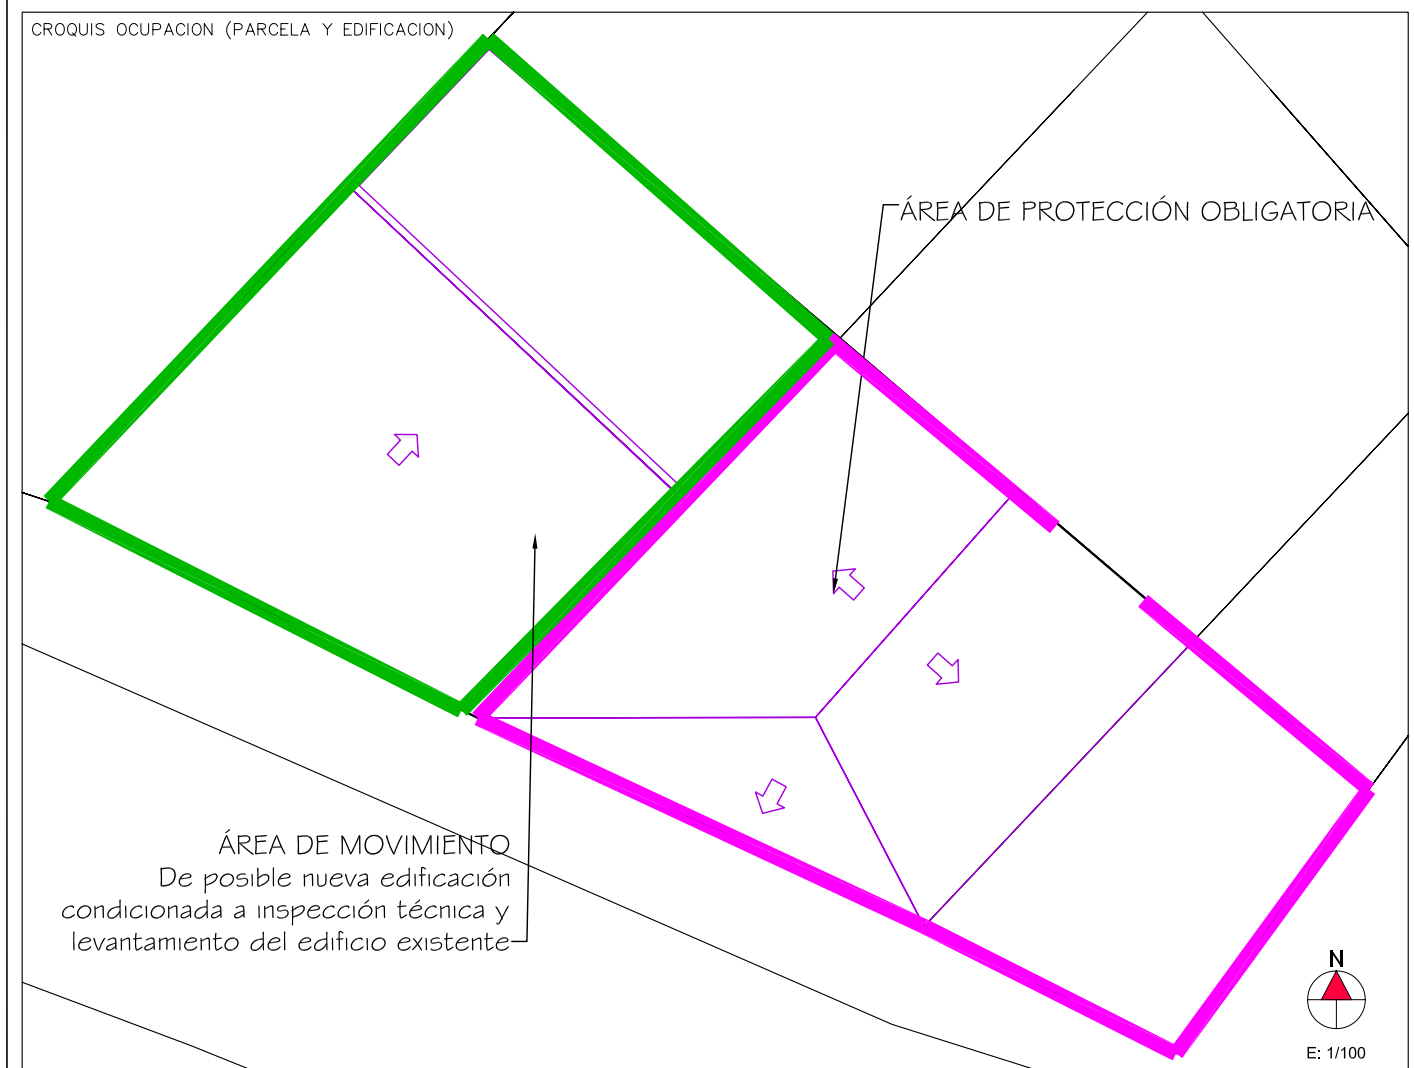 CROQUIS OCUPACION (PARCELA Y EDIFICACION)
ÁREA DE PROTECCIÓN OBLIGATORIA
ÁREA DE MOVIMIENTO
De posible nueva edificación
condicionada a inspección técnica y
levantamiento del edificio existente
N
E: 1/100